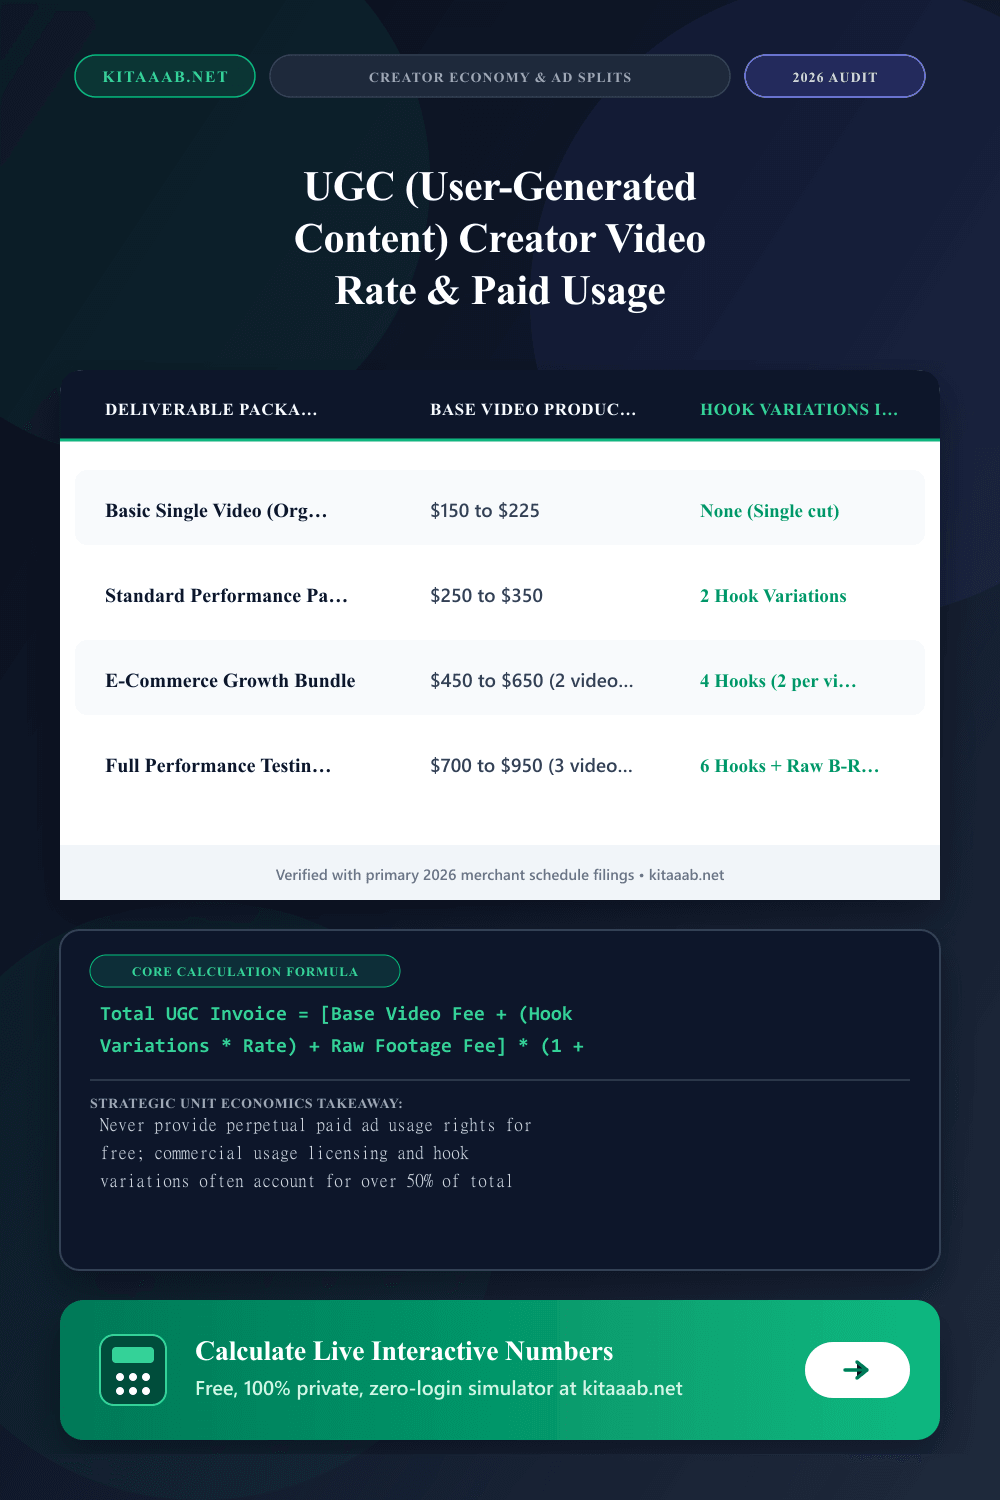 KITAAAB.NET
CREATOR ECONOMY & AD SPLITS
2026 AUDIT
UGC (User-Generated
Content) Creator Video
Rate & Paid Usage
DELIVERABLE PACKA... BASE VIDEO PRODUC... HOOK VARIATIONS I...
Basic Single Video (Org... $150 to $225 None (Single cut)
Standard Performance Pa... $250 to $350 2 Hook Variations
E-Commerce Growth Bundle $450 to $650 (2 video... 4 Hooks (2 per vi...
Full Performance Testin... $700 to $950 (3 video... 6 Hooks + Raw B-R...
Verified with primary 2026 merchant schedule filings • kitaaab.net
CORE CALCULATION FORMULA
Total UGC Invoice = [Base Video Fee + (Hook
Variations * Rate) + Raw Footage Fee] * (1 +
STRATEGIC UNIT ECONOMICS TAKEAWAY:
Never provide perpetual paid ad usage rights for
free; commercial usage licensing and hook
variations often account for over 50% of total
Calculate Live Interactive Numbers
Free, 100% private, zero-login simulator at kitaaab.net